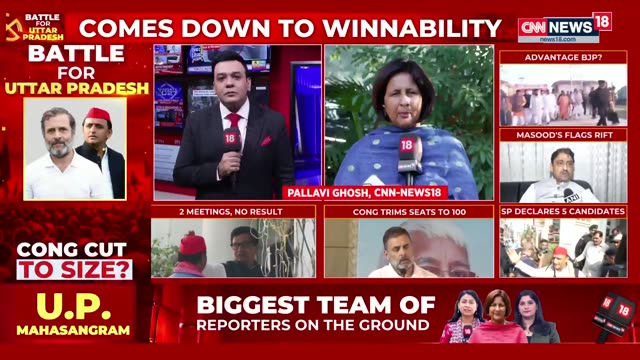 BATTLE
FOR
UTTAR
PRADESH
COMES DOWN TO WINNABILITY
CNN NEWS 18
news18.com
BATTLE
FOR
UTTAR PRADESH
ADVANTAGE BJP?
MASOOD'S FLAGS RIFT
18
18
PALLAVI GHOSH, CNN-NEWS18
2 MEETINGS, NO RESULT
CONG TRIMS SEATS TO 100
SP DECLARES 5 CANDIDATES
CONG CUT
TO SIZE?
U.P.
MAHASANGRAM
BIGGEST TEAM OF
REPORTERS ON THE GROUND
18